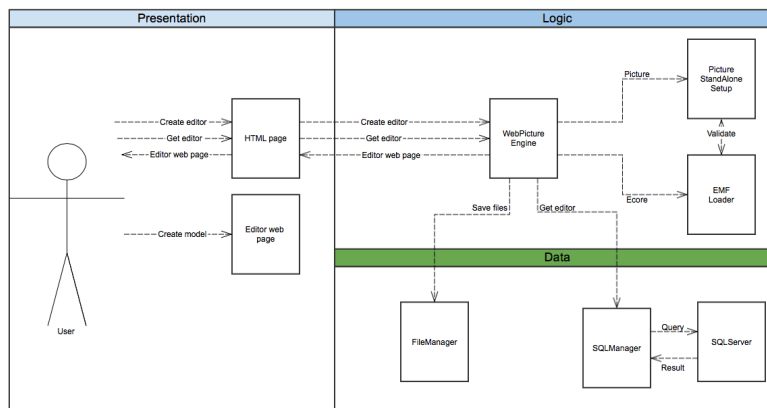 Presentation
Logic
Picture
Picture
StandAlone
Setup
Create editor
HTML page
Create editor
WebPicture
Engine
Get editor
Get editor
Validate
Editor web page
Editor web page
EMF
Loader
Ecore
Save files
Get editor
Create model
Editor web
page
Data
User
FileManager
SQLManager
Query
Result
SQLServer